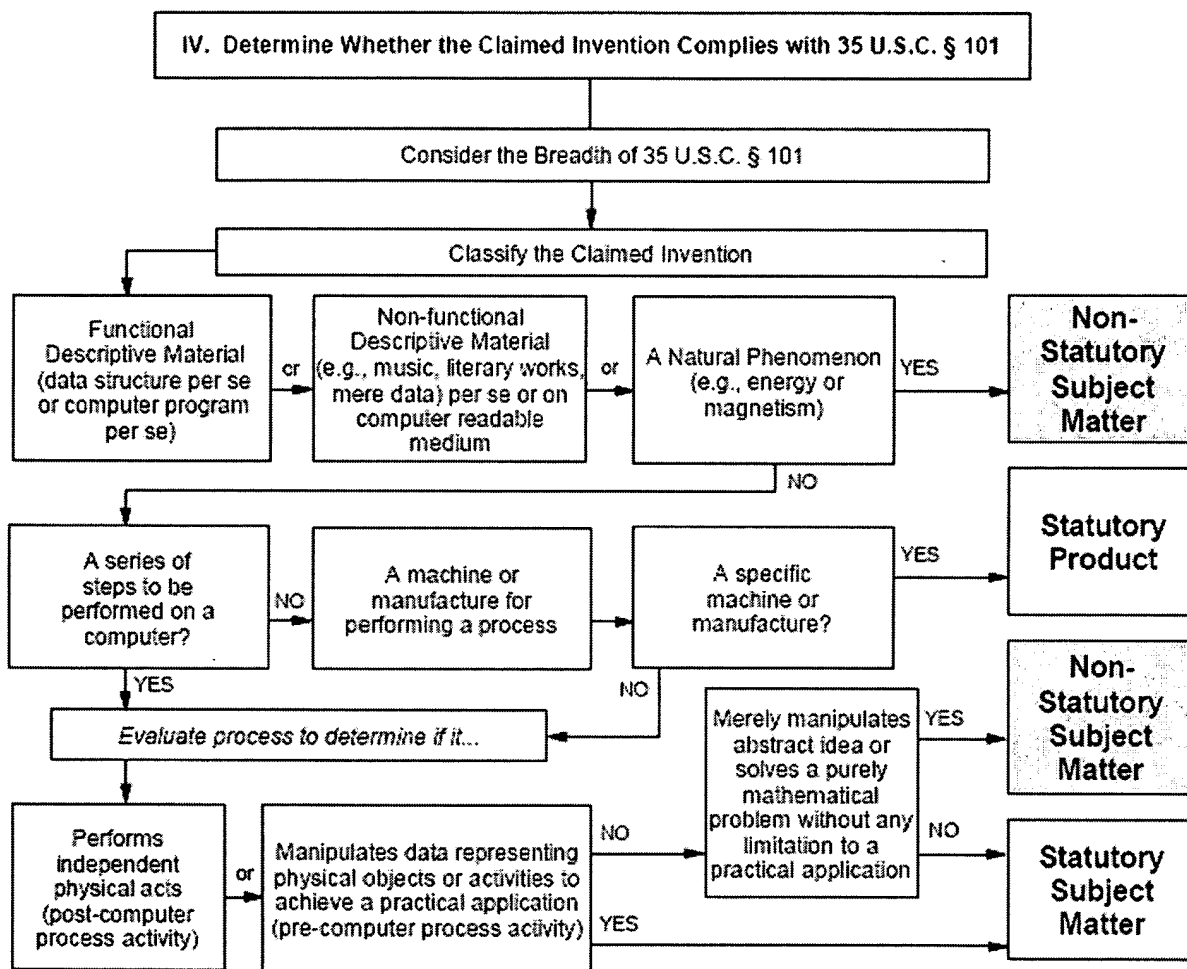 IV. Determine Whether the Claimed Invention Complies with 35 U.S.C. § 101
Consider the Breadth of 35 U.S.C. § 101
Classify the Claimed Invention
Functional
Descriptive Material
(data structure per se
or computer program
per se)
or
Non-functional
Descriptive Material
(e.g., music, literary works,
mere data) per se or on
computer readable
medium
or
A Natural Phenomenon
(e.g., energy or
magnetism)
YES
Non-
Statutory
Subject
Matter
NO
A series of
steps to be
performed on a
computer?
NO
A machine or
manufacture for
performing a process
A specific
machine or
manufacture?
YES
Statutory
Product
YES
NO
Evaluate process to determine if it...
Performs
independent
physical acts
(post-computer
process activity)
or
Manipulates data representing
physical objects or activities to
achieve a practical application
(pre-computer process activity)
NO
YES
Merely manipulates
abstract idea or
solves a purely
mathematical
problem without any
limitation to a
practical application
YES
Non-
Statutory
Subject
Matter
NO
Statutory
Subject
Matter